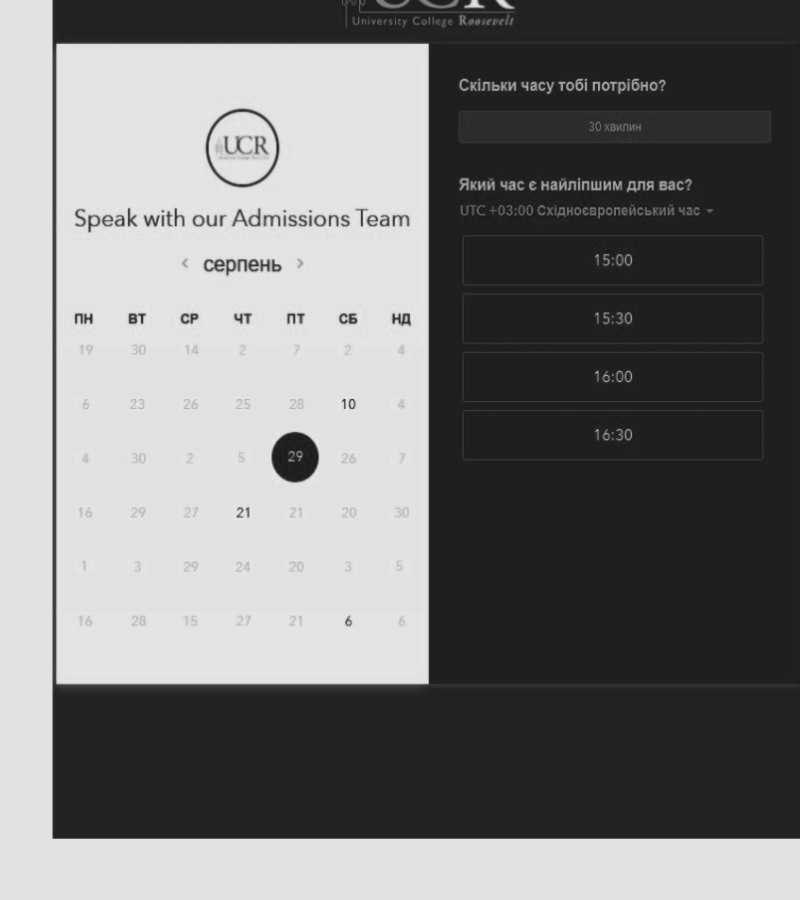 UCR
University College Roosevelt
UCR
Speak with our Admissions Team
серпень
ПН ВТ СР ЧТ ПТ СБ НД
19 30 14 2 7 2 4
6 23 26 25 28 10 4
4 30 2 5 29 26 7
16 29 27 21 21 20 30
1 3 29 24 20 3 5
16 28 15 27 21 6 6
Скільки часу тобі потрібно?
30 хвилин
Який час є найліпшим для вас?
UTC +03:00 Східноєвропейський час
15:00
15:30
16:00
16:30